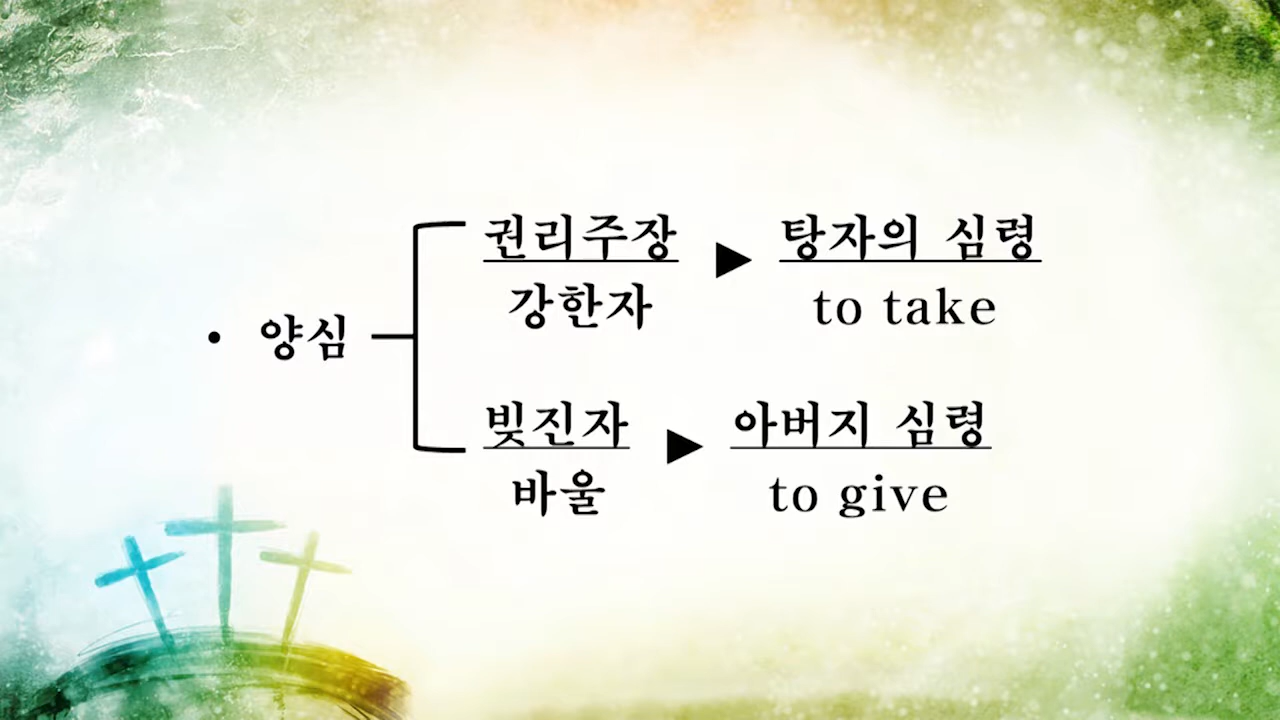 • 양심
권리주장 ▶ 탕자의 심령
강한자 to take
빚진자 ▶ 아버지 심령
바울 to give